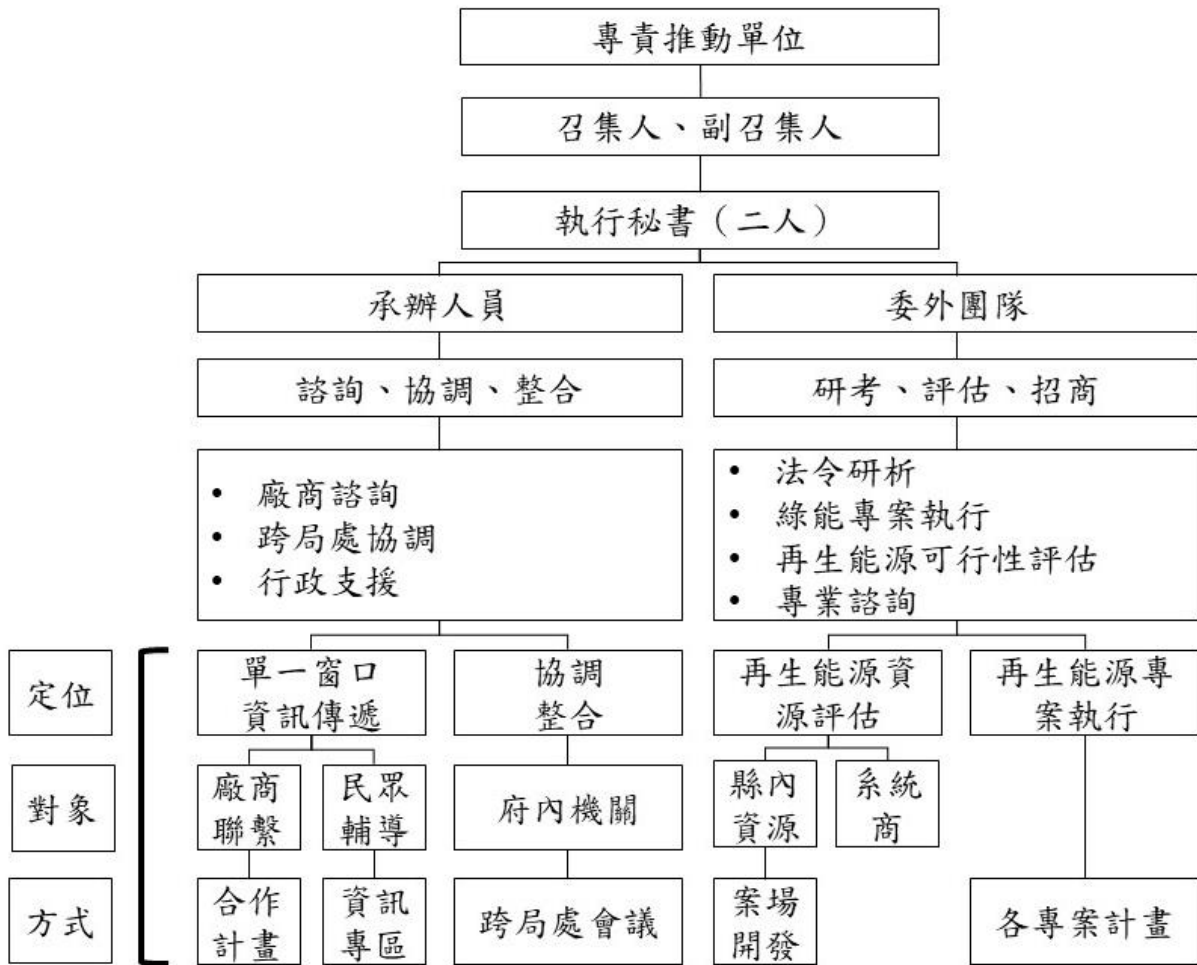 專責推動單位
召集人、副召集人
執行秘書（二人）
承辦人員
委外團隊
諮詢、協調、整合
研考、評估、招商
• 廠商諮詢
• 跨局處協調
• 行政支援
• 法令研析
• 綠能專案執行
• 再生能源可行性評估
• 專業諮詢
定位
單一窗口
資訊傳遞
協調
整合
再生能源資
源評估
再生能源專
案執行
對象
廠商
聯繫
民眾
輔導
府內機關
縣內
資源
系統
商
方式
合作
計畫
資訊
專區
跨局處會議
案場
開發
各專案計畫